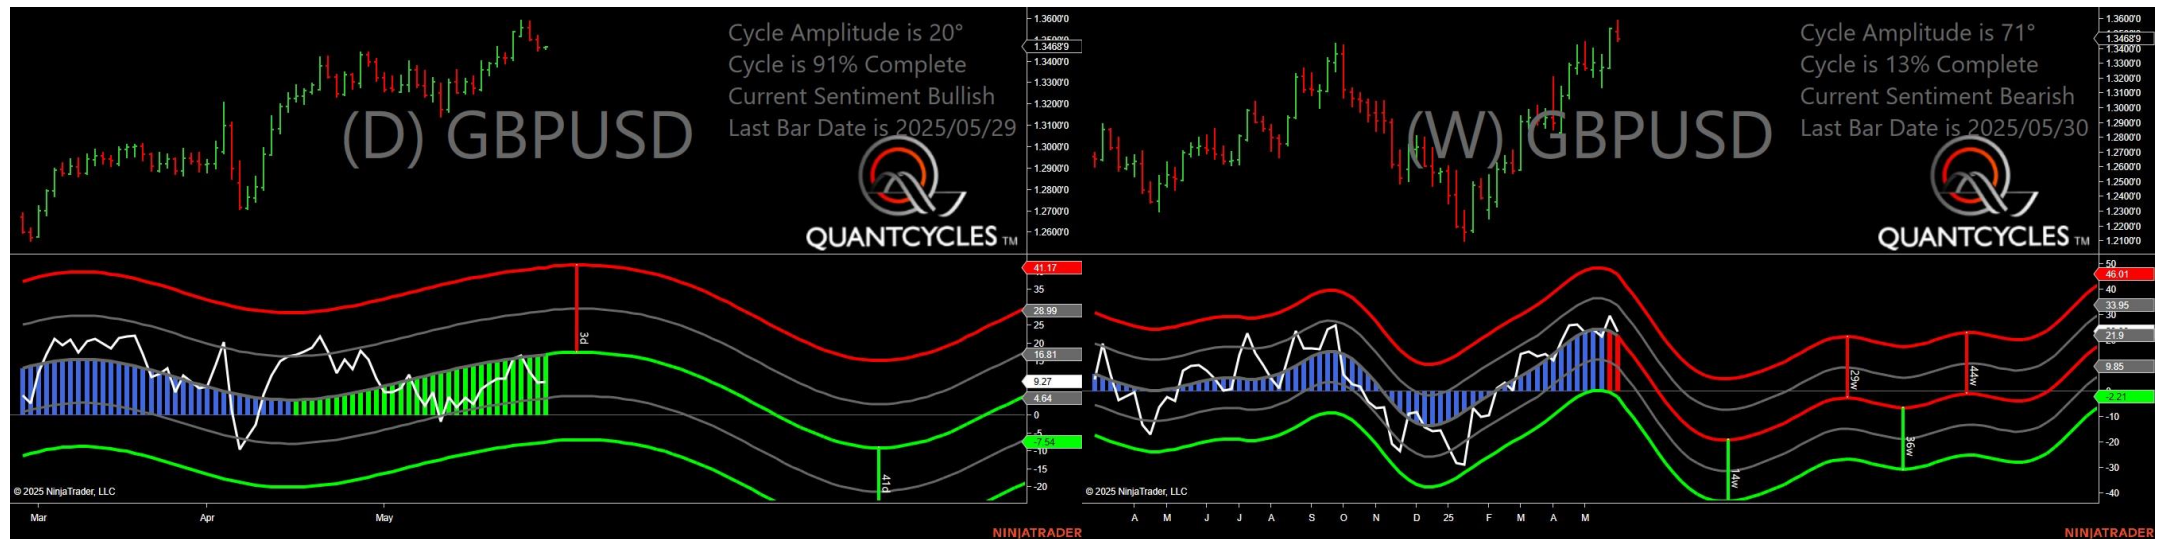 Cycle Amplitude is 20°
Cycle is 91% Complete
Current Sentiment Bullish
Last Bar Date is 2025/05/29
(D) GBPUSD
QUANTCYCLES TM
1.3600'0
1.3468'9
1.3400'0
1.3300'0
1.3200'0
1.3100'0
1.3000'0
1.2900'0
1.2800'0
1.2700'0
1.2600'0
41.17
35
28.99
25
20
16.81
9.27
4.64
0
-5
-7.54
-10
-15
-20
3d
41d
© 2025 NinjaTrader, LLC
Mar
Apr
May
NINJATRADER
Cycle Amplitude is 71°
Cycle is 13% Complete
Current Sentiment Bearish
Last Bar Date is 2025/05/30
(W) GBPUSD
QUANTCYCLES TM
1.3600'0
1.3468'9
1.3400'0
1.3200'0
1.3100'0
1.3000'0
1.2900'0
1.2800'0
1.2700'0
1.2600'0
1.2500'0
1.2400'0
1.2300'0
1.2200'0
1.2100'0
50
46.01
40
33.95
30
21.9
9.85
0
-2.21
-10
-20
-30
-40
14w
29w
36w
44w
© 2025 NinjaTrader, LLC
A M J J A S O N D 25 F M A M
NINJATRADER